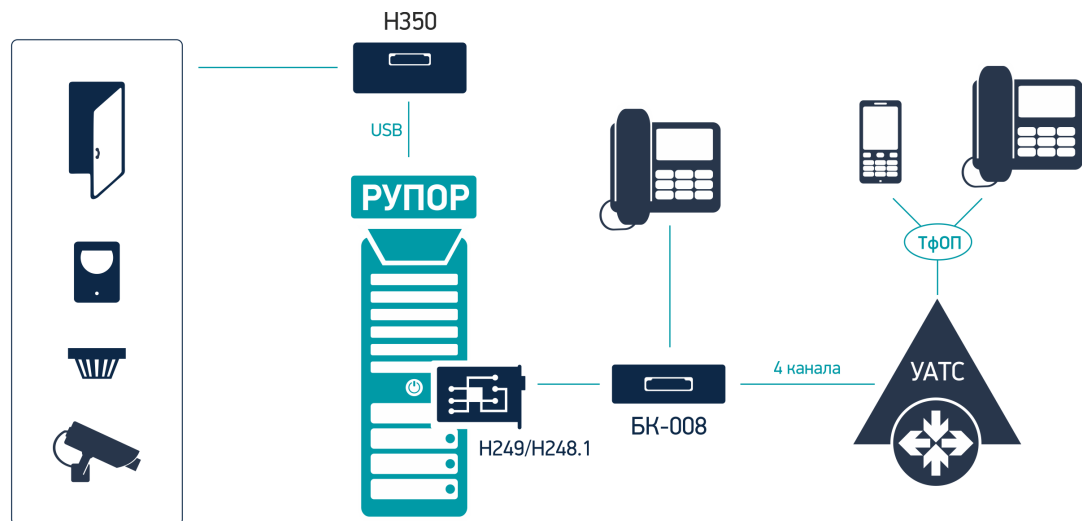 Н350
USB
РУПОР
ТфОП
4 канала
УАТС
БК-008
Н249/Н248.1